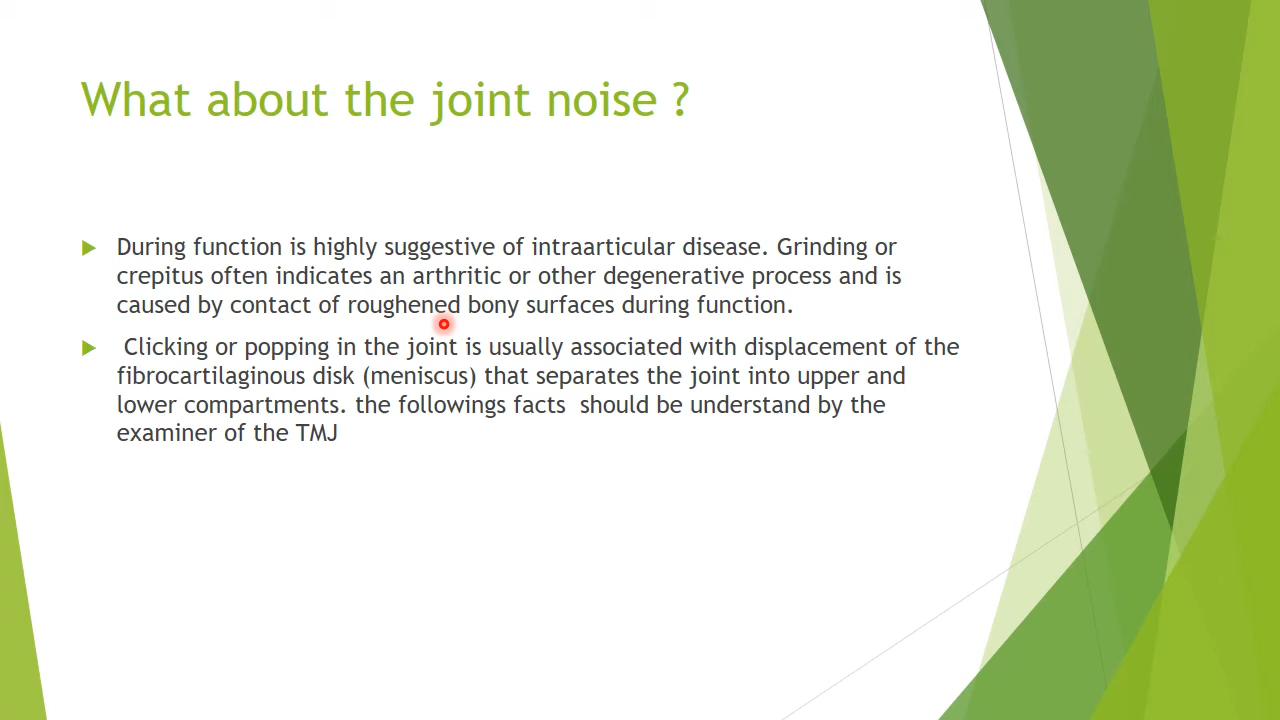 What about the joint noise ?
During function is highly suggestive of intraarticular disease. Grinding or
crepitus often indicates an arthritic or other degenerative process and is
caused by contact of roughened bony surfaces during function.
Clicking or popping in the joint is usually associated with displacement of the
fibrocartilaginous disk (meniscus) that separates the joint into upper and
lower compartments. the followings facts  should be understand by the
examiner of the TMJ